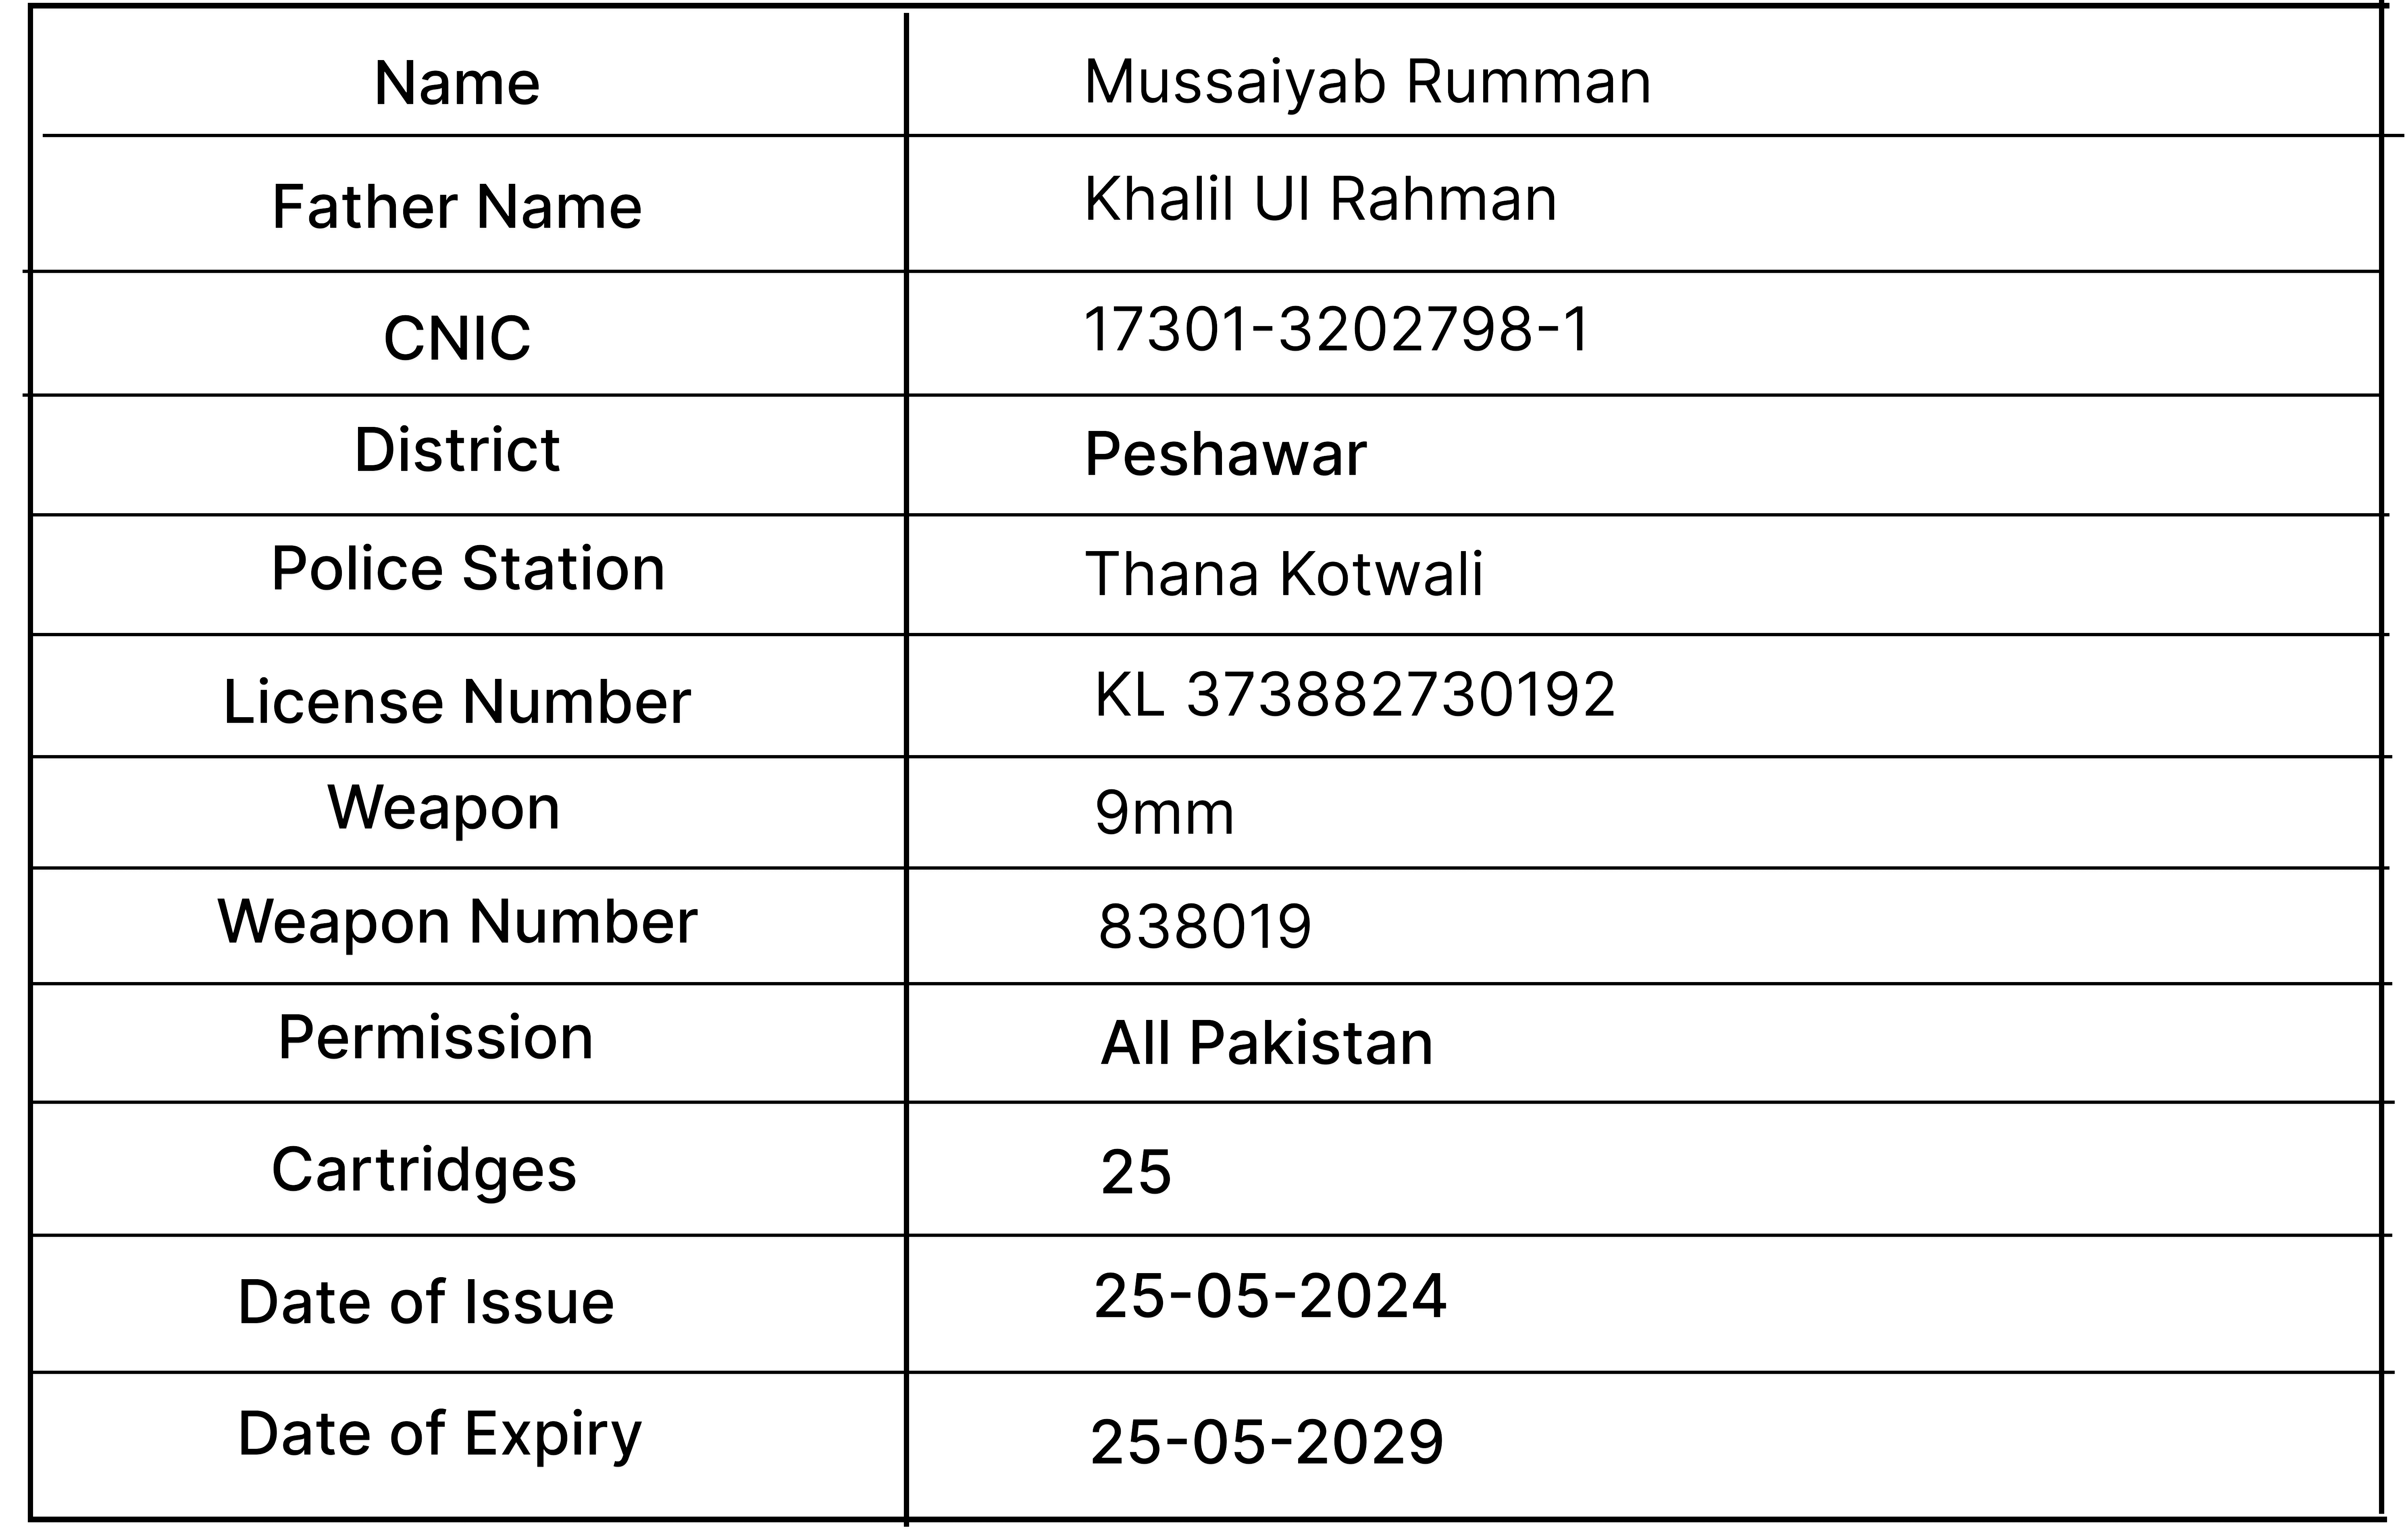 Name Mussaiyab Rumman
Father Name Khalil Ul Rahman
CNIC 17301-3202798-1
District Peshawar
Police Station Thana Kotwali
License Number KL 373882730192
Weapon 9mm
Weapon Number 838019
Permission All Pakistan
Cartridges 25
Date of Issue 25-05-2024
Date of Expiry 25-05-2029